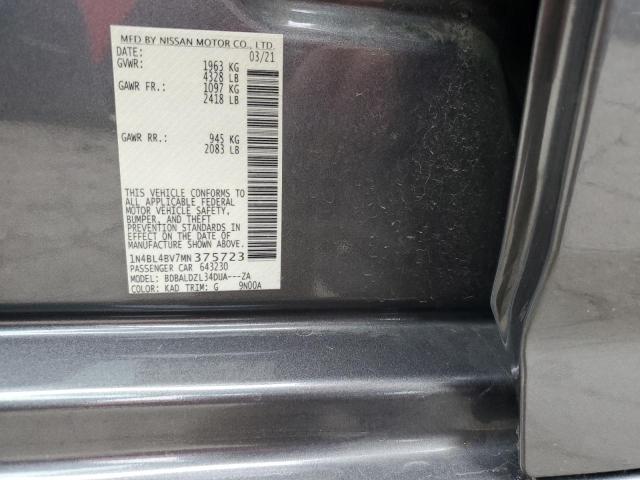 MFD BY NISSAN MOTOR CO., LTD.
DATE: 03/21
GVWR: 1963 KG
4328 LB
GAWR FR.: 1097 KG
2418 LB
GAWR RR.: 945 KG
2083 LB
THIS VEHICLE CONFORMS TO
ALL APPLICABLE FEDERAL
MOTOR VEHICLE SAFETY,
BUMPER, AND THEFT
PREVENTION STANDARDS IN
EFFECT ON THE DATE OF
MANUFACTURE SHOWN ABOVE.
1N4BL4BV7MN375723
PASSENGER CAR 643230
MODEL: BDBALDZL34DUA---ZA
COLOR: KAD TRIM: G 9N00A